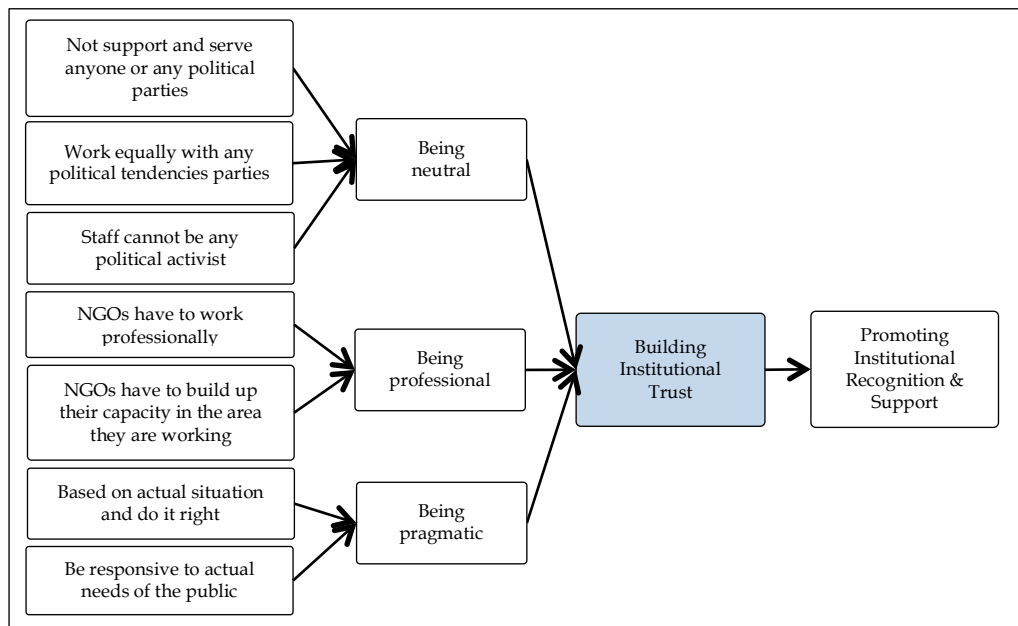 Not support and serve
anyone or any political
parties
Work equally with any
political tendencies parties
Staff cannot be any
political activist
NGOs have to work
professionally
NGOs have to build up
their capacity in the area
they are working
Based on actual situation
and do it right
Be responsive to actual
needs of the public
Being
neutral
Being
professional
Being
pragmatic
Building
Institutional
Trust
Promoting
Institutional
Recognition &
Support